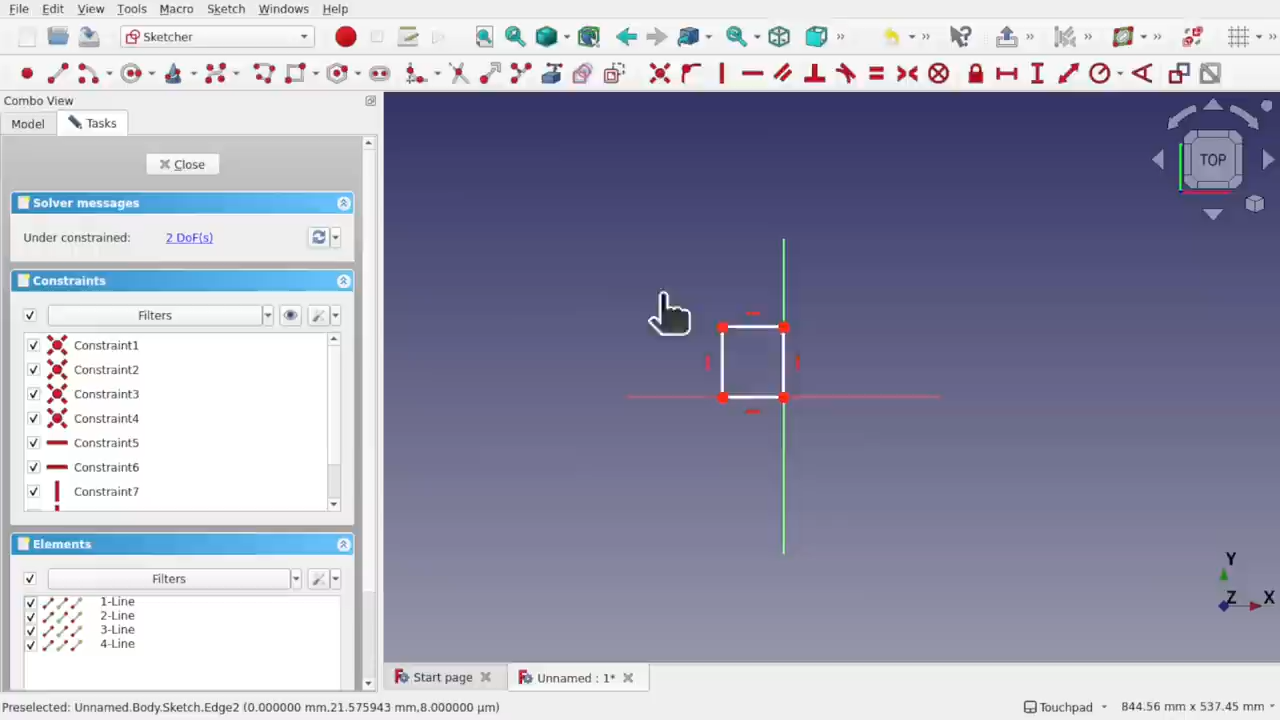 File Edit View Tools Macro Sketch Windows Help
Sketcher
Combo View
Model Tasks
Close
Solver messages
Under constrained: 2 DoF(s)
Constraints
Filters
Constraint1
Constraint2
Constraint3
Constraint4
Constraint5
Constraint6
Constraint7
Elements
Filters
1-Line
2-Line
3-Line
4-Line
TOP
Y
Z X
Start page Unnamed : 1*
Preselected: Unnamed.Body.Sketch.Edge2 (0.000000 mm,21.575943 mm,8.000000 µm) Touchpad 844.56 mm x 537.45 mm